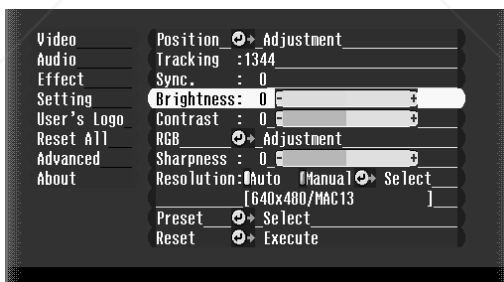 Video
Audio
Effect
Setting
User's Logo
Reset All
Advanced
About
Position Adjustment
Tracking :1344
Sync. : 0
Brightness: 0 - +
Contrast : 0 - +
RGB Adjustment
Sharpness : 0 - +
Resolution: Auto Manual Select
[640x480/MAC13 ]
Preset Select
Reset Execute